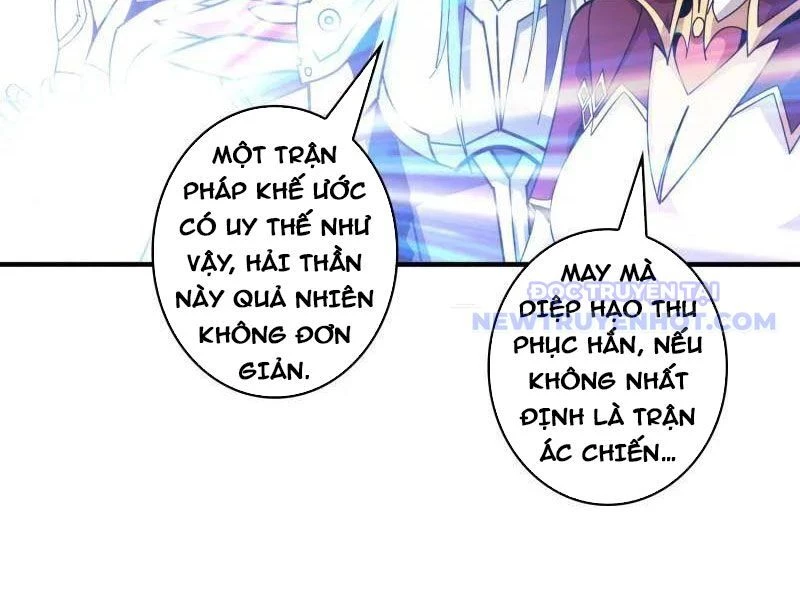 MỘT TRẬN
PHÁP KHẾ ƯỚC
CÓ UY THẾ NHƯ
VẬY, HẢI THẦN
NÀY QUẢ NHIÊN
KHÔNG ĐƠN
GIẢN.
MAY MÀ
DIỆP HẠO THU
PHỤC HẮN, NẾU
KHÔNG NHẤT
ĐỊNH LÀ TRẬN
ÁC CHIẾN...
ĐỌC TRUYỆN TẠI
NEWTRUYENHOT.COM